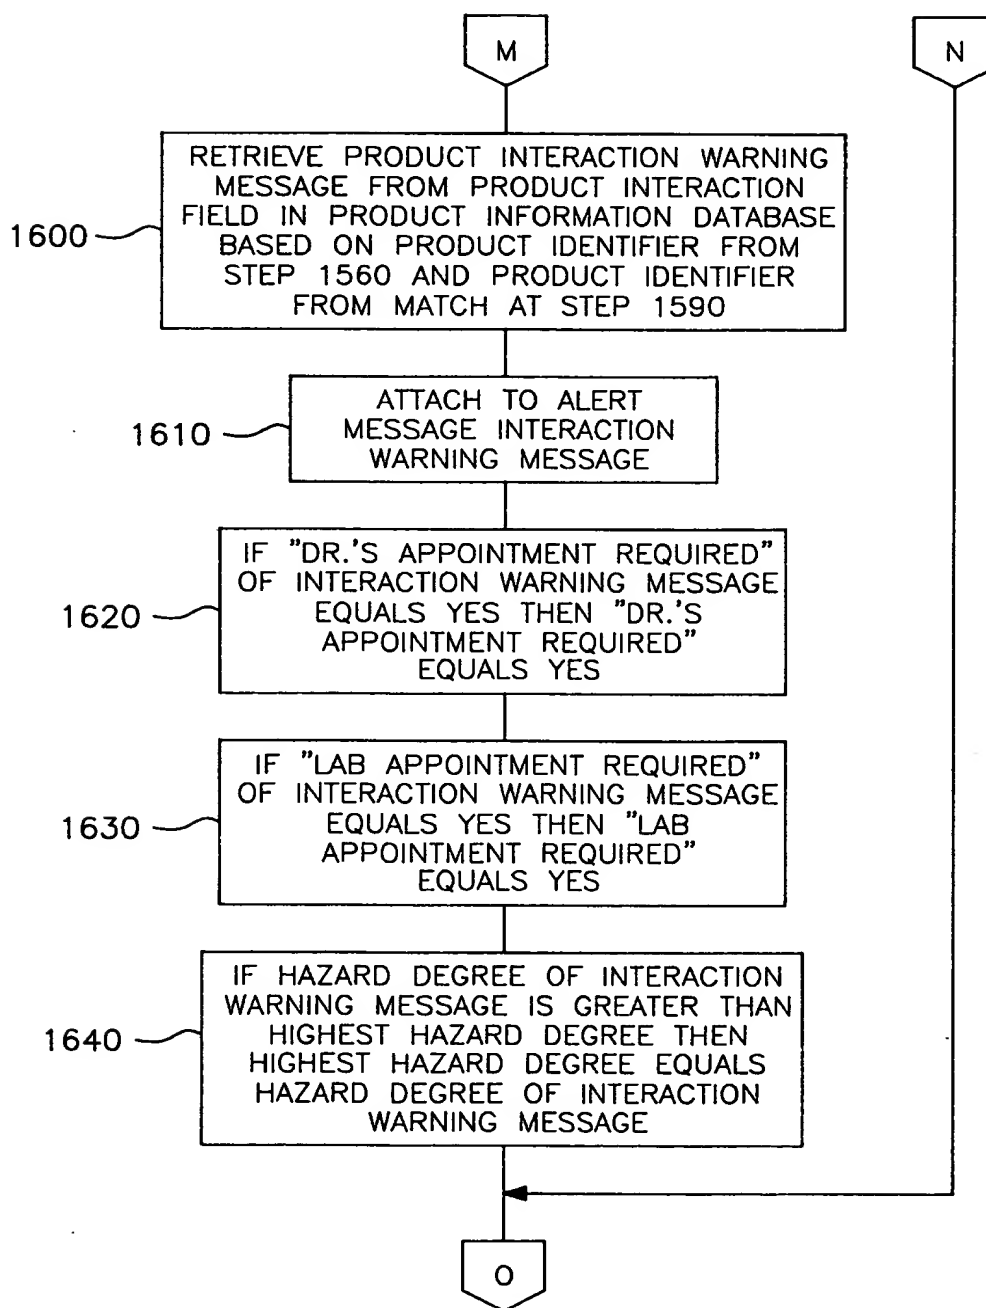 M
N
RETRIEVE PRODUCT INTERACTION WARNING
MESSAGE FROM PRODUCT INTERACTION
FIELD IN PRODUCT INFORMATION DATABASE
BASED ON PRODUCT IDENTIFIER FROM
STEP 1560 AND PRODUCT IDENTIFIER
FROM MATCH AT STEP 1590
1600
ATTACH TO ALERT
MESSAGE INTERACTION
WARNING MESSAGE
1610
IF "DR.'S APPOINTMENT REQUIRED"
OF INTERACTION WARNING MESSAGE
EQUALS YES THEN "DR.'S
APPOINTMENT REQUIRED"
EQUALS YES
1620
IF "LAB APPOINTMENT REQUIRED"
OF INTERACTION WARNING MESSAGE
EQUALS YES THEN "LAB
APPOINTMENT REQUIRED"
EQUALS YES
1630
IF HAZARD DEGREE OF INTERACTION
WARNING MESSAGE IS GREATER THAN
HIGHEST HAZARD DEGREE THEN
HIGHEST HAZARD DEGREE EQUALS
HAZARD DEGREE OF INTERACTION
WARNING MESSAGE
1640
O